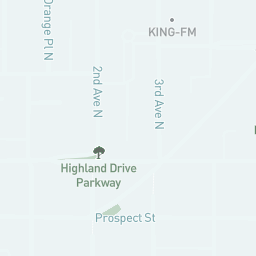 Orange Pl N
KING-FM
2nd Ave N
3rd Ave N
Highland Drive
Parkway
Prospect St